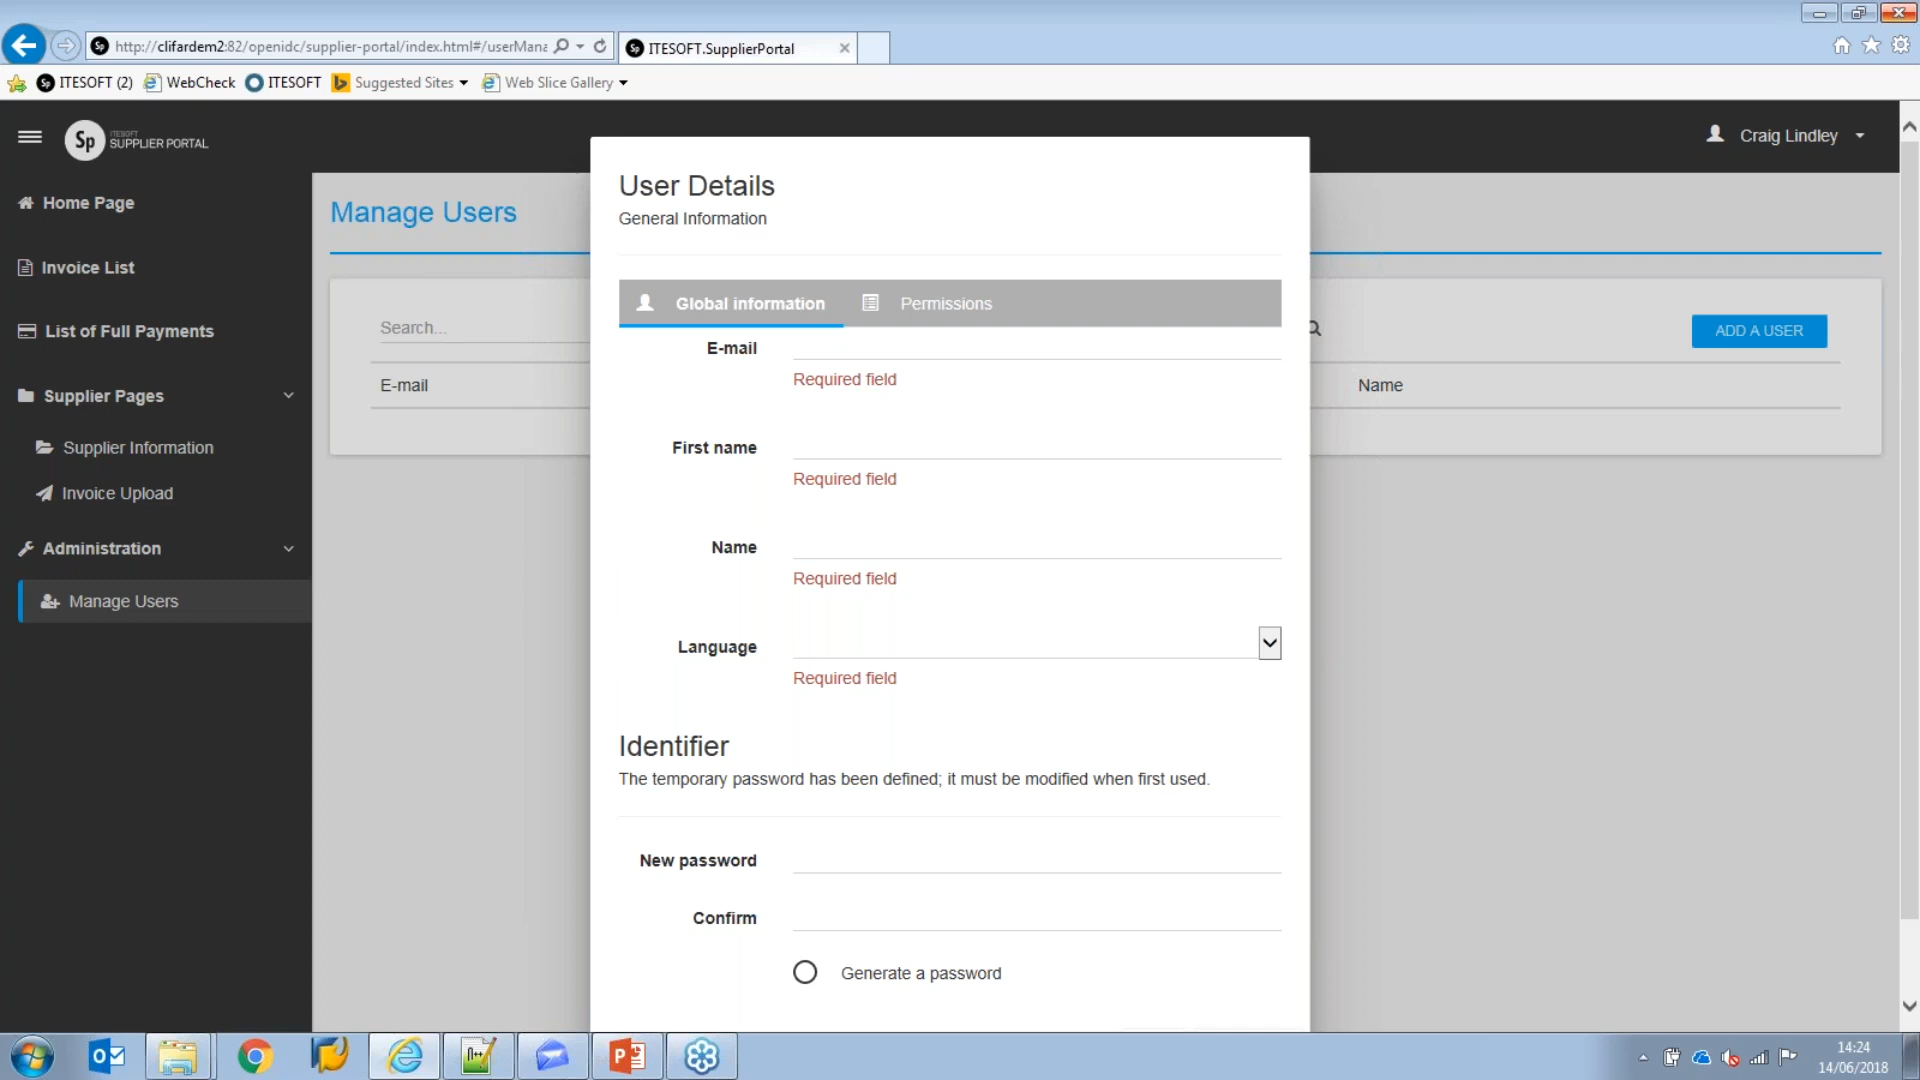 http://clifardem2:82/openidc/supplier-portal/index.html#/userMana
ITESOFT.SupplierPortal
ITESOFT (2)
WebCheck
ITESOFT
Suggested Sites
Web Slice Gallery
Sp
ITESOFT
SUPPLIER PORTAL
Craig Lindley
Home Page
Invoice List
List of Full Payments
Supplier Pages
Supplier Information
Invoice Upload
Administration
Manage Users
Manage Users
Search...
ADD A USER
E-mail
Name
User Details
General Information
Global information
Permissions
E-mail
Required field
First name
Required field
Name
Required field
Language
Required field
Identifier
The temporary password has been defined; it must be modified when first used.
New password
Confirm
Generate a password
14:24
14/06/2018